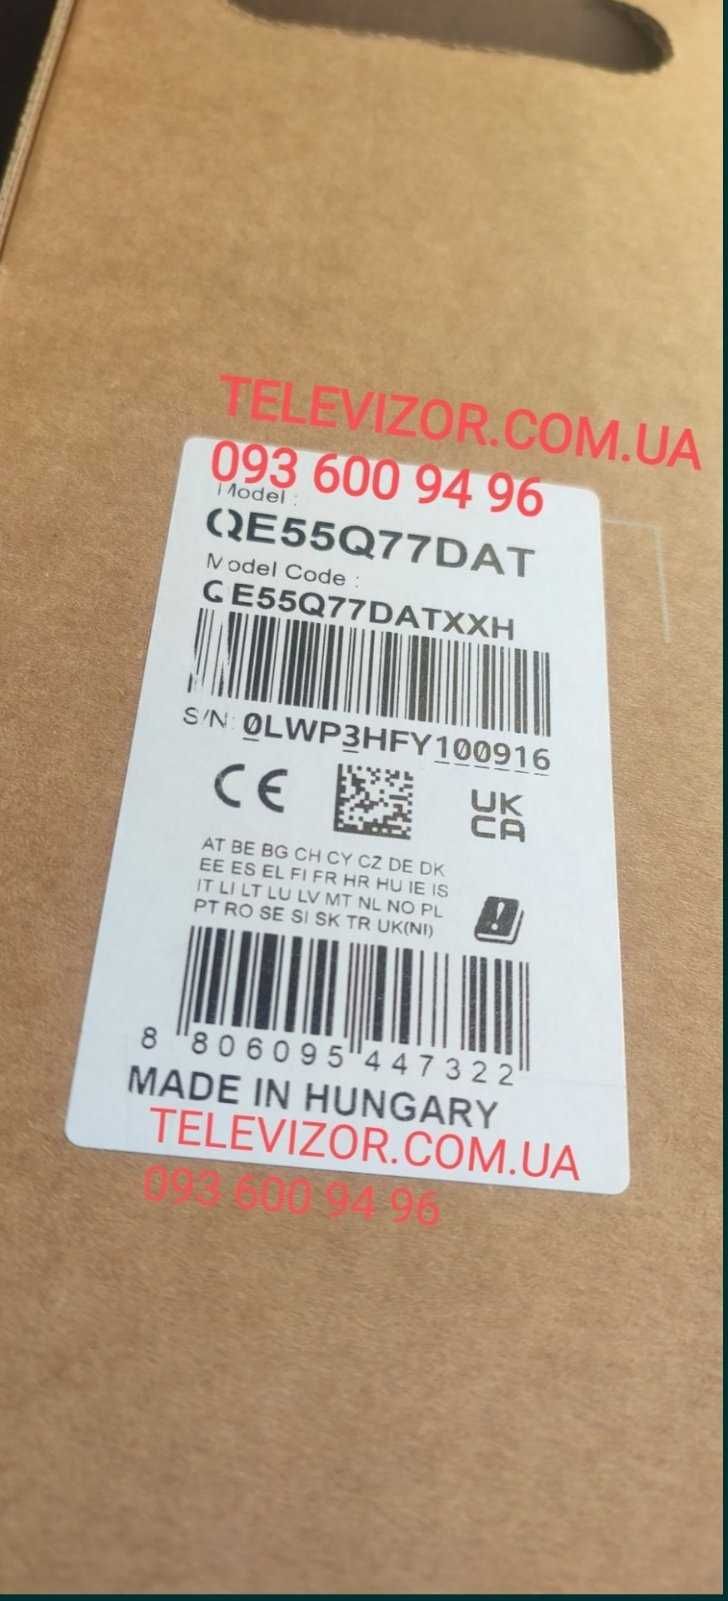 TELEVIZOR.COM.UA
093 600 94 96
Model :
QE55Q77DAT
Model Code :
QE55Q77DATXXH
S/N: 0LWP3HFY100916
CE
UK
CA
AT BE BG CH CY CZ DE DK
EE ES EL FI FR HR HU IE IS
IT LI LT LU LV MT NL NO PL
PT RO SE SI SK TR UK(NI)
8 806095 447322
MADE IN HUNGARY
TELEVIZOR.COM.UA
093 600 94 96